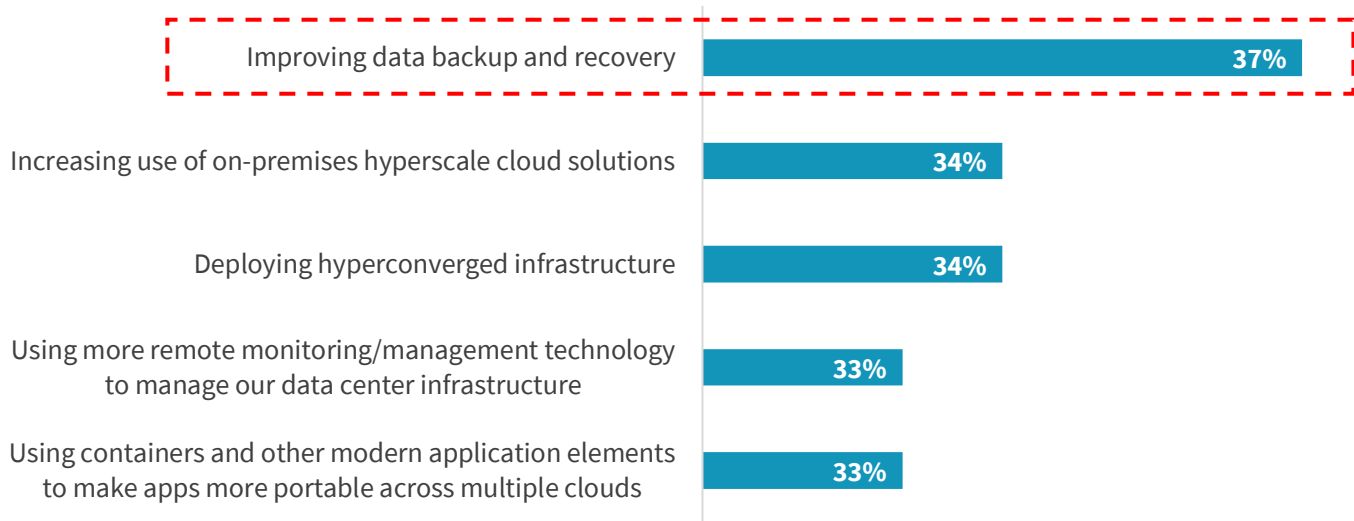 Improving data backup and recovery 37%
Increasing use of on-premises hyperscale cloud solutions 34%
Deploying hyperconverged infrastructure 34%
Using more remote monitoring/management technology
to manage our data center infrastructure 33%
Using containers and other modern application elements
to make apps more portable across multiple clouds 33%